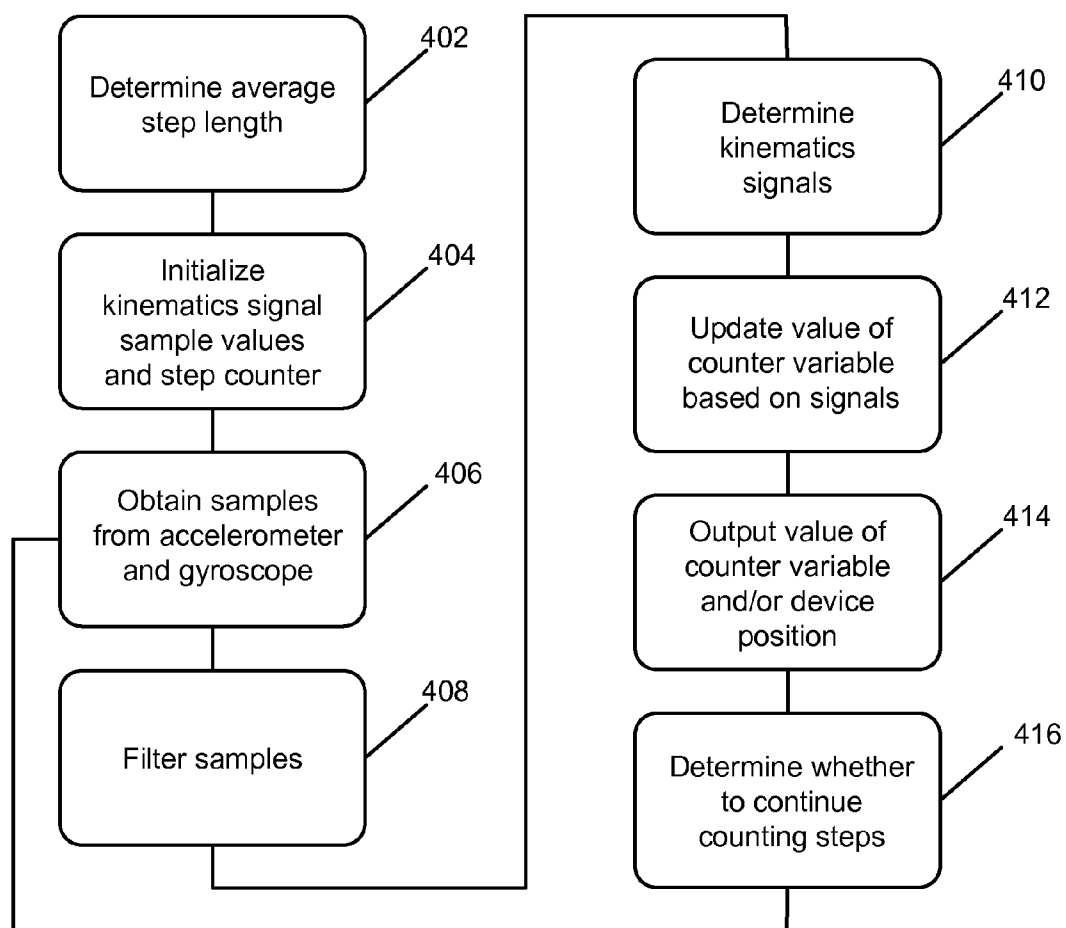 Determine average
step length
402
Initialize
kinematics signal
sample values
and step counter
404
Obtain samples
from accelerometer
and gyroscope
406
Filter samples
408
Determine
kinematics
signals
410
Update value of
counter variable
based on signals
412
Output value of
counter variable
and/or device
position
414
Determine whether
to continue
counting steps
416